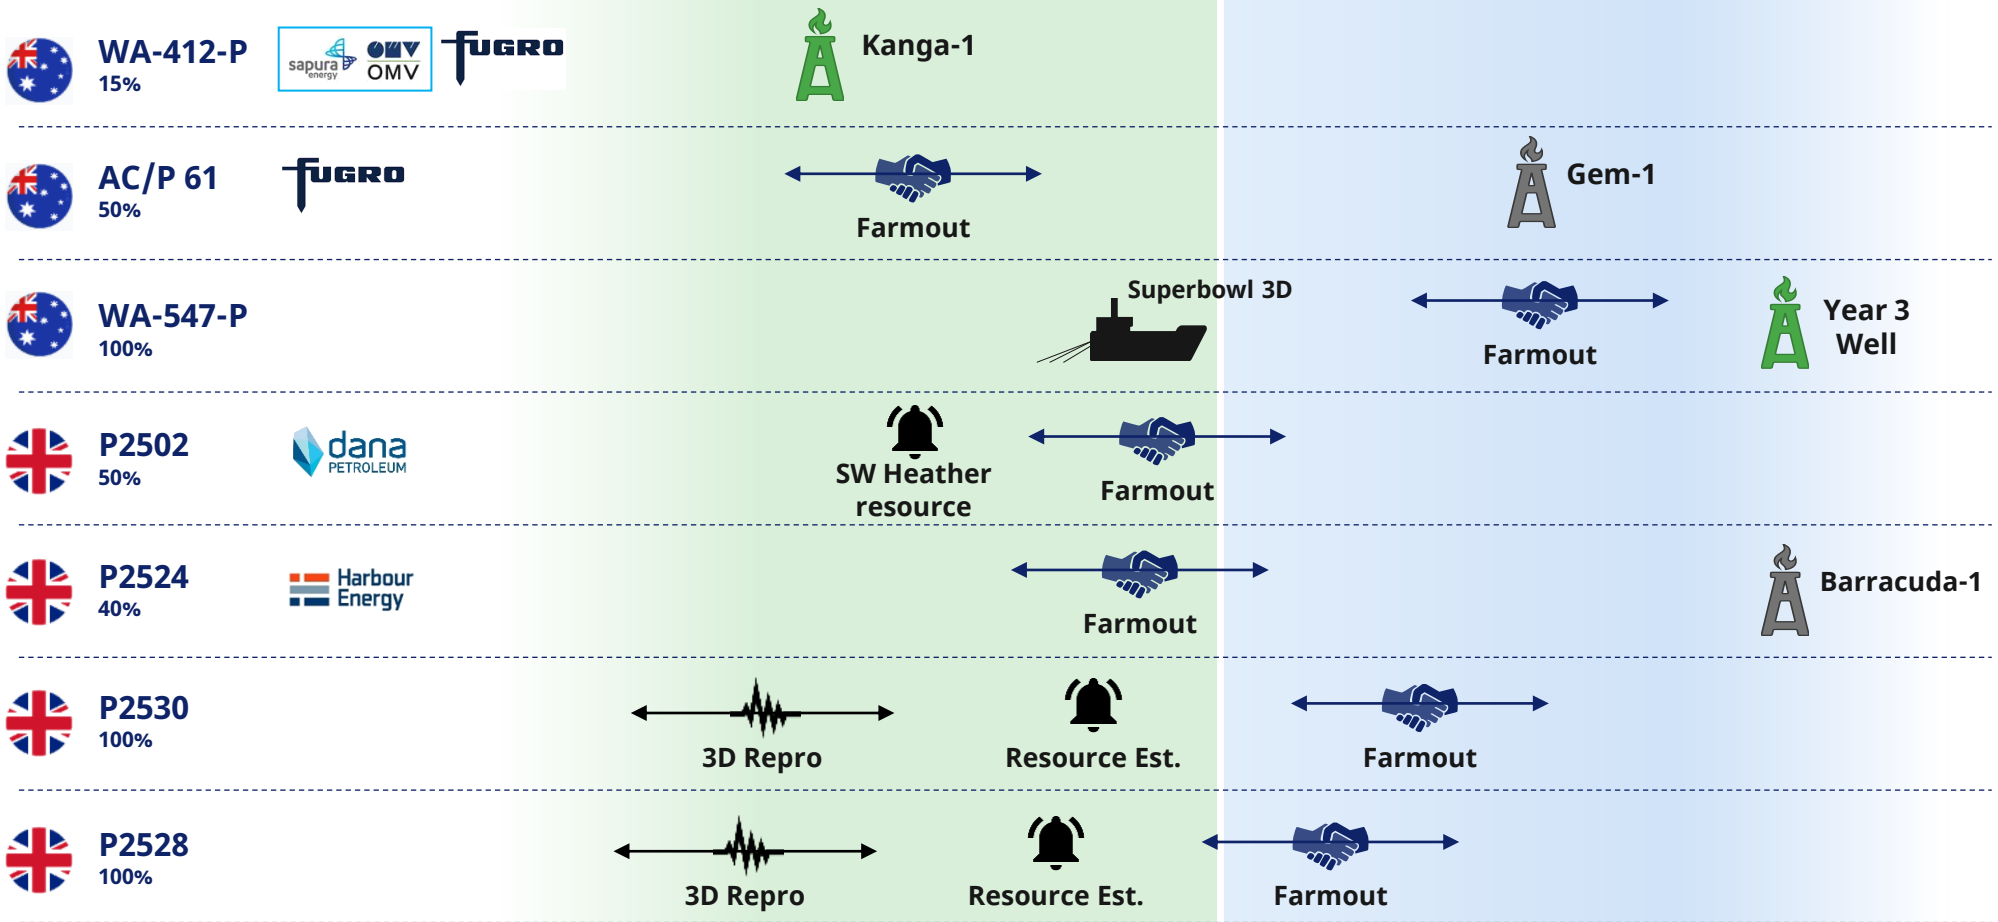 WA-412-P
15%
sapura
energy
OMV
OMV
FUGRO
Kanga-1
AC/P 61
50%
FUGRO
Farmout
Gem-1
WA-547-P
100%
Superbowl 3D
Farmout
Year 3
Well
P2502
50%
dana
PETROLEUM
SW Heather
resource
Farmout
P2524
40%
Harbour
Energy
Farmout
Barracuda-1
P2530
100%
3D Repro
Resource Est.
Farmout
P2528
100%
3D Repro
Resource Est.
Farmout